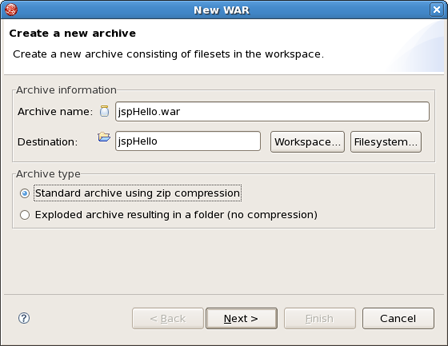 New WAR
Create a new archive
Create a new archive consisting of filesets in the workspace.
Archive information
Archive name: jspHello.war
Destination: jspHello Workspace... Filesystem...
Archive type
Standard archive using zip compression
Exploded archive resulting in a folder (no compression)
? < Back Next > Finish Cancel